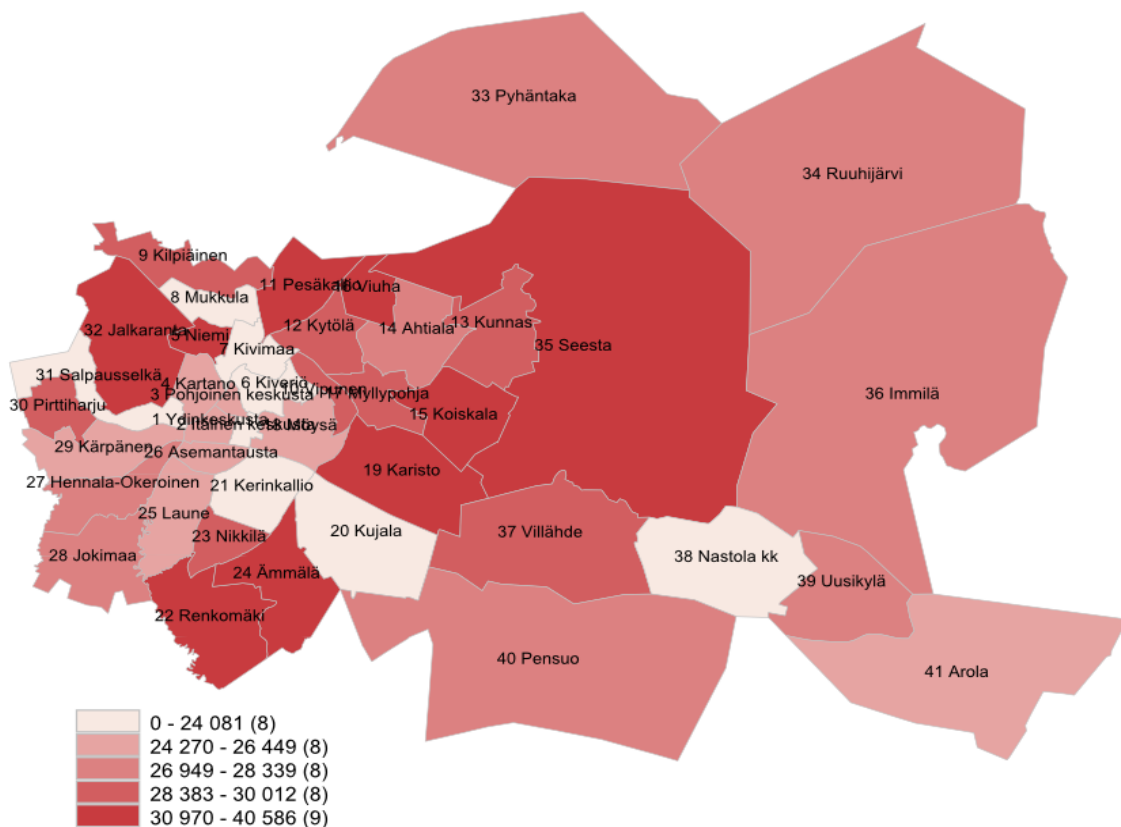 33 Pyhäntaka
34 Ruuhijärvi
9 Kilpiäinen
11 Pesäkallio
16 Viuha
8 Mukkula
12 Kytölä
13 Kunnas
14 Ahtiala
32 Jalkaranta
5 Niemi
7 Kivimaa
35 Seesta
31 Salpausselkä
4 Kartano
6 Kiveriö
10 Vipunen
3 Pohjoinen keskusta
17 Myllypohja
36 Immilä
30 Pirttiharju
1 Ydinkeskusta
2 Itäinen keskusta
18 Möysä
15 Koiskala
29 Kärpänen
26 Asemantausta
19 Karisto
27 Hennala-Okeroinen
21 Kerinkallio
25 Laune
20 Kujala
37 Villähde
23 Nikkilä
28 Jokimaa
38 Nastola kk
24 Ämmälä
39 Uusikylä
22 Renkomäki
40 Pensuo
41 Arola
0 - 24 081 (8)
24 270 - 26 449 (8)
26 949 - 28 339 (8)
28 383 - 30 012 (8)
30 970 - 40 586 (9)